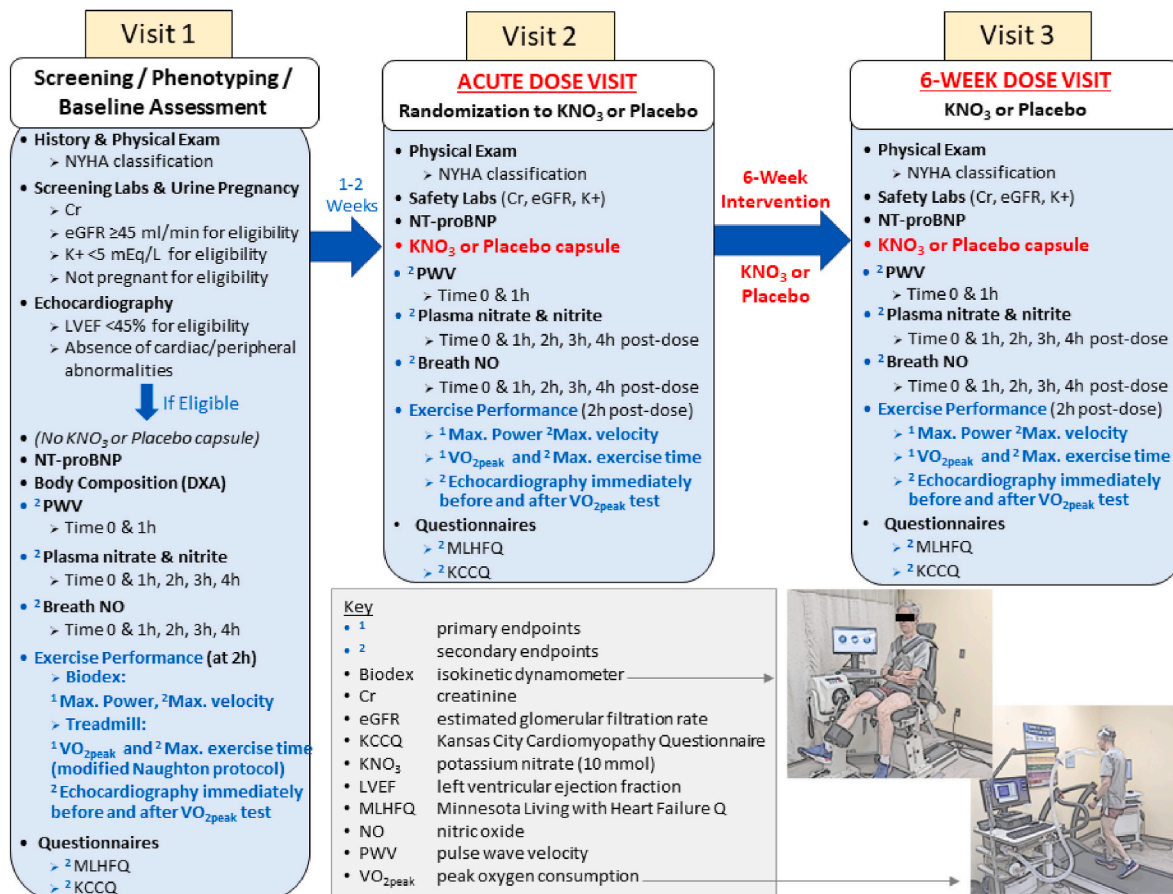 Visit 1
Screening / Phenotyping /
Baseline Assessment
• History & Physical Exam
➢ NYHA classification
• Screening Labs & Urine Pregnancy
➢ Cr
➢ eGFR ≥45 ml/min for eligibility
➢ K+ <5 mEq/L for eligibility
➢ Not pregnant for eligibility
• Echocardiography
➢ LVEF <45% for eligibility
➢ Absence of cardiac/peripheral
abnormalities
If Eligible
• (No KNO₃ or Placebo capsule)
• NT-proBNP
• Body Composition (DXA)
• ² PWV
➢ Time 0 & 1h
• ² Plasma nitrate & nitrite
➢ Time 0 & 1h, 2h, 3h, 4h
• ² Breath NO
➢ Time 0 & 1h, 2h, 3h, 4h
• Exercise Performance (at 2h)
➢ Biodex:
¹ Max. Power, ²Max. velocity
➢ Treadmill:
¹ VO₂peak and ² Max. exercise time
(modified Naughton protocol)
² Echocardiography immediately
before and after VO₂peak test
• Questionnaires
➢ ² MLHFQ
➢ ² KCCQ
1-2
Weeks
Visit 2
ACUTE DOSE VISIT
Randomization to KNO₃ or Placebo
• Physical Exam
➢ NYHA classification
• Safety Labs (Cr, eGFR, K+)
• NT-proBNP
• KNO₃ or Placebo capsule
• ² PWV
➢ Time 0 & 1h
• ² Plasma nitrate & nitrite
➢ Time 0 & 1h, 2h, 3h, 4h post-dose
• ² Breath NO
➢ Time 0 & 1h, 2h, 3h, 4h post-dose
• Exercise Performance (2h post-dose)
➢ ¹ Max. Power ²Max. velocity
➢ ¹ VO₂peak and ² Max. exercise time
➢ ² Echocardiography immediately
before and after VO₂peak test
• Questionnaires
➢ ² MLHFQ
➢ ² KCCQ
6-Week
Intervention
KNO₃ or
Placebo
Visit 3
6-WEEK DOSE VISIT
KNO₃ or Placebo
• Physical Exam
➢ NYHA classification
• Safety Labs (Cr, eGFR, K+)
• NT-proBNP
• KNO₃ or Placebo capsule
• ² PWV
➢ Time 0 & 1h
• ² Plasma nitrate & nitrite
➢ Time 0 & 1h, 2h, 3h, 4h post-dose
• ² Breath NO
➢ Time 0 & 1h, 2h, 3h, 4h post-dose
• Exercise Performance (2h post-dose)
➢ ¹ Max. Power ²Max. velocity
➢ ¹ VO₂peak and ² Max. exercise time
➢ ² Echocardiography immediately
before and after VO₂peak test
• Questionnaires
➢ ² MLHFQ
➢ ² KCCQ
Key
• ¹ primary endpoints
• ² secondary endpoints
• Biodex isokinetic dynamometer
• Cr creatinine
• eGFR estimated glomerular filtration rate
• KCCQ Kansas City Cardiomyopathy Questionnaire
• KNO₃ potassium nitrate (10 mmol)
• LVEF left ventricular ejection fraction
• MLHFQ Minnesota Living with Heart Failure Q
• NO nitric oxide
• PWV pulse wave velocity
• VO₂peak peak oxygen consumption